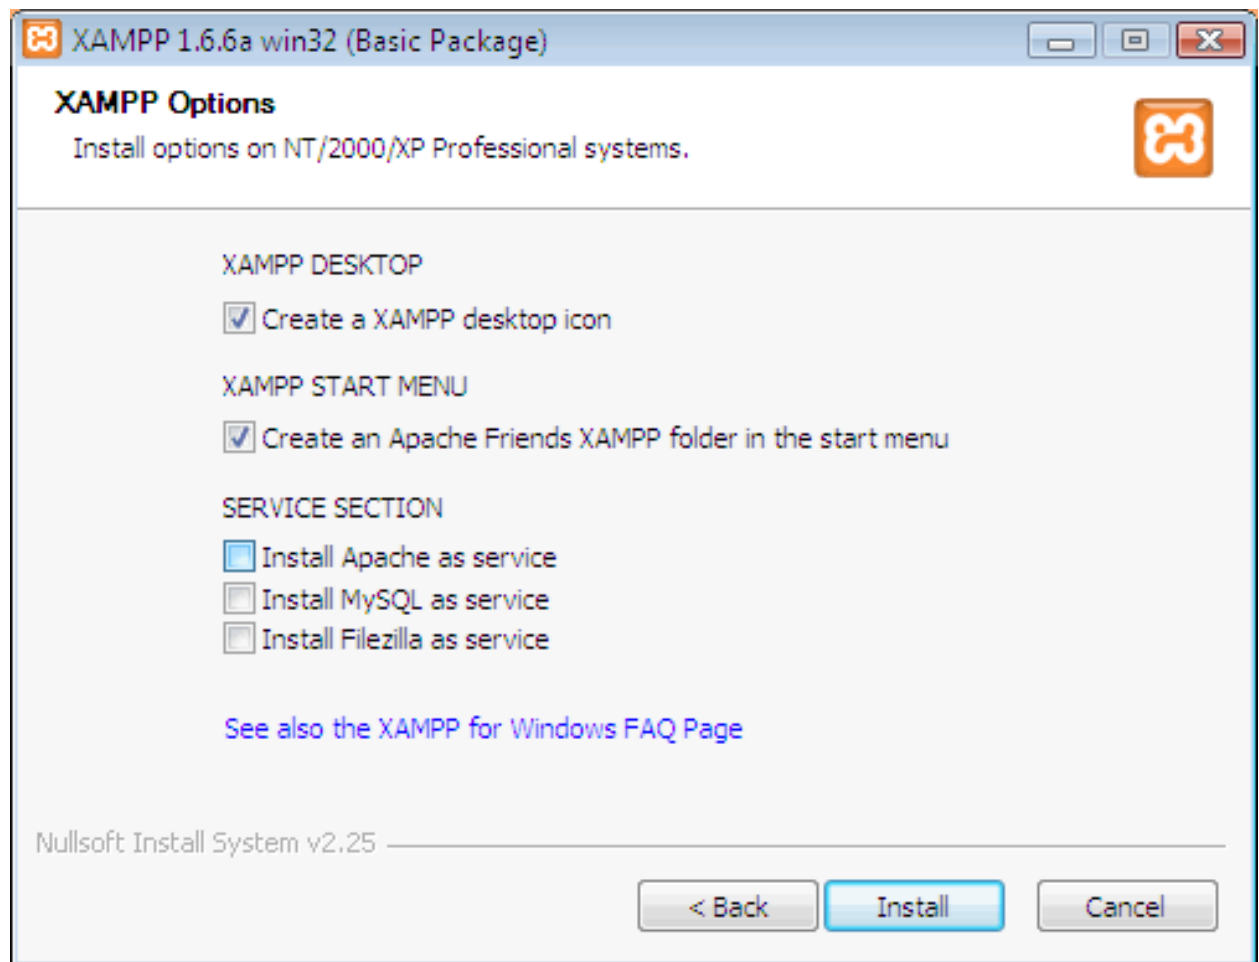 XAMPP 1.6.6a win32 (Basic Package)
XAMPP Options
Install options on NT/2000/XP Professional systems.
XAMPP DESKTOP
Create a XAMPP desktop icon
XAMPP START MENU
Create an Apache Friends XAMPP folder in the start menu
SERVICE SECTION
Install Apache as service
Install MySQL as service
Install Filezilla as service
See also the XAMPP for Windows FAQ Page
Nullsoft Install System v2.25
< Back Install Cancel